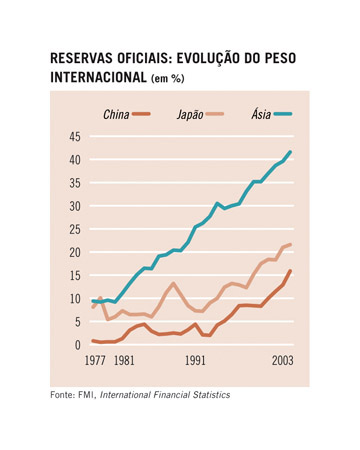 RESERVAS OFICIAIS: EVOLUÇÃO DO PESO
INTERNACIONAL (em %)
China Japão Ásia
45
40
35
30
25
20
15
10
5
0
1977 1981 1991 2003
Fonte: FMI, International Financial Statistics